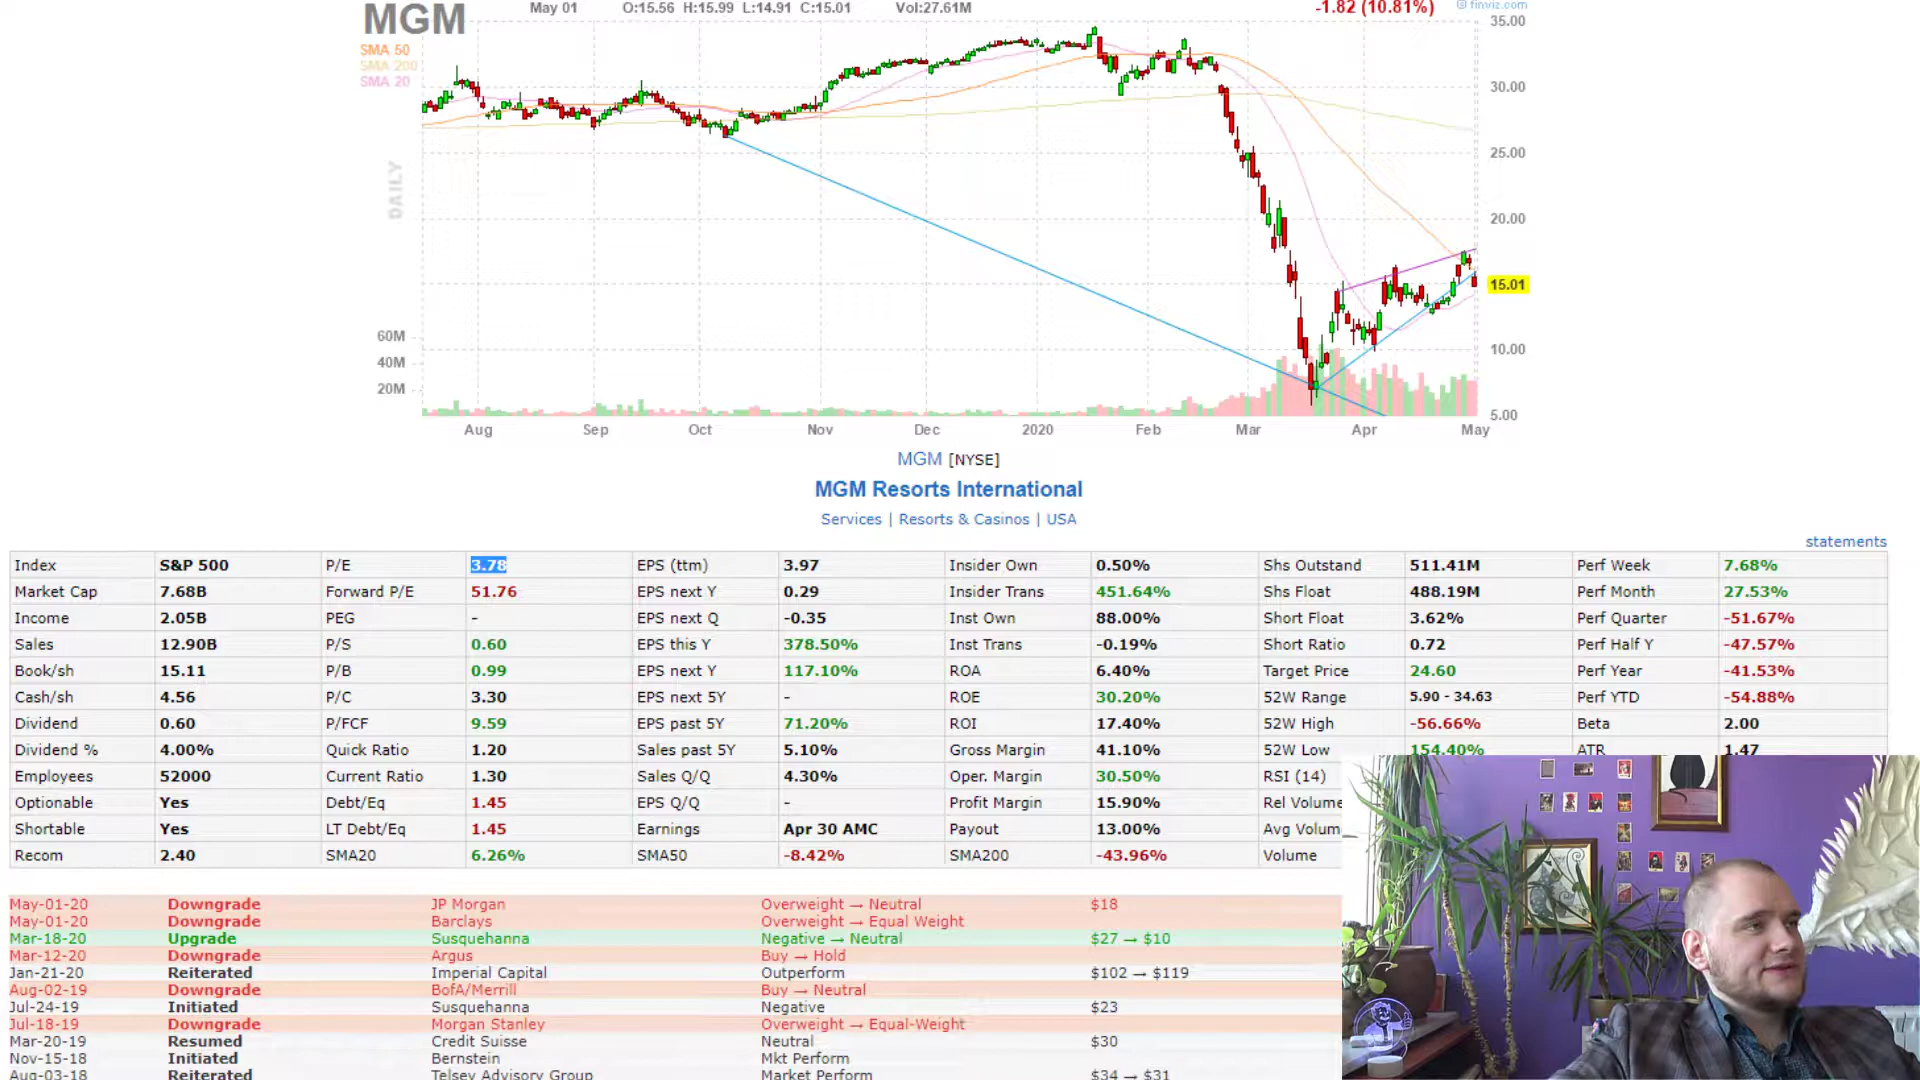 MGM May 01 O:15.56 H:15.99 L:14.91 C:15.01 Vol:27.61M -1.82 (10.81%) © finviz.com
SMA 50
SMA 200
SMA 20
DAILY
35.00
30.00
25.00
20.00
15.01
10.00
5.00
60M
40M
20M
Aug Sep Oct Nov Dec 2020 Feb Mar Apr May
MGM [NYSE]
MGM Resorts International
Services | Resorts & Casinos | USA
statements
Index S&P 500 P/E 3.78 EPS (ttm) 3.97 Insider Own 0.50% Shs Outstand 511.41M Perf Week 7.68%
Market Cap 7.68B Forward P/E 51.76 EPS next Y 0.29 Insider Trans 451.64% Shs Float 488.19M Perf Month 27.53%
Income 2.05B PEG - EPS next Q -0.35 Inst Own 88.00% Short Float 3.62% Perf Quarter -51.67%
Sales 12.90B P/S 0.60 EPS this Y 378.50% Inst Trans -0.19% Short Ratio 0.72 Perf Half Y -47.57%
Book/sh 15.11 P/B 0.99 EPS next Y 117.10% ROA 6.40% Target Price 24.60 Perf Year -41.53%
Cash/sh 4.56 P/C 3.30 EPS next 5Y - ROE 30.20% 52W Range 5.90 - 34.63 Perf YTD -54.88%
Dividend 0.60 P/FCF 9.59 EPS past 5Y 71.20% ROI 17.40% 52W High -56.66% Beta 2.00
Dividend % 4.00% Quick Ratio 1.20 Sales past 5Y 5.10% Gross Margin 41.10% 52W Low 154.40% ATR 1.47
Employees 52000 Current Ratio 1.30 Sales Q/Q 4.30% Oper. Margin 30.50% RSI (14)
Optionable Yes Debt/Eq 1.45 EPS Q/Q - Profit Margin 15.90% Rel Volume
Shortable Yes LT Debt/Eq 1.45 Earnings Apr 30 AMC Payout 13.00% Avg Volum
Recom 2.40 SMA20 6.26% SMA50 -8.42% SMA200 -43.96% Volume
May-01-20 Downgrade JP Morgan Overweight → Neutral $18
May-01-20 Downgrade Barclays Overweight → Equal Weight
Mar-18-20 Upgrade Susquehanna Negative → Neutral $27 → $10
Mar-12-20 Downgrade Argus Buy → Hold
Jan-21-20 Reiterated Imperial Capital Outperform $102 → $119
Aug-02-19 Downgrade BofA/Merrill Buy → Neutral
Jul-24-19 Initiated Susquehanna Negative $23
Jul-18-19 Downgrade Morgan Stanley Overweight → Equal-Weight
Mar-20-19 Resumed Credit Suisse Neutral $30
Nov-15-18 Initiated Bernstein Mkt Perform
Aug-03-18 Reiterated Telsey Advisory Group Market Perform $34 → $31